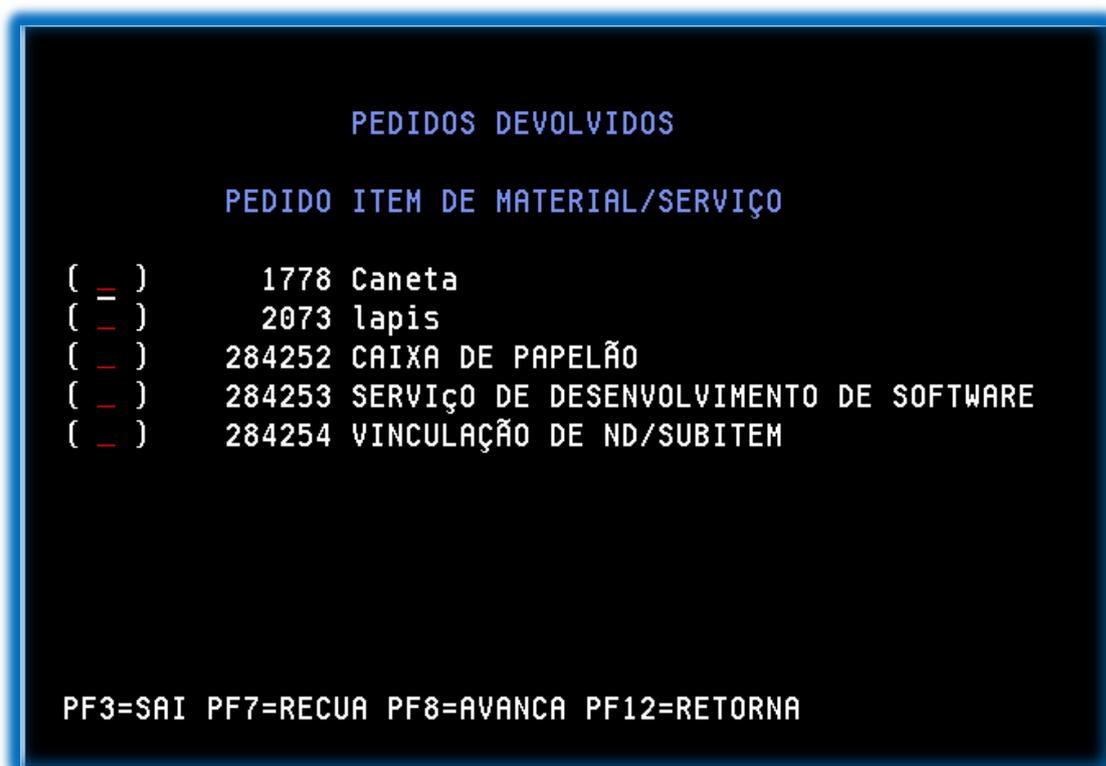 PEDIDOS DEVOLVIDOS
PEDIDO ITEM DE MATERIAL/SERVIÇO
( _ ) 1778 Caneta
( _ ) 2073 lapis
( _ ) 284252 CAIXA DE PAPELÃO
( _ ) 284253 SERVIçO DE DESENVOLVIMENTO DE SOFTWARE
( _ ) 284254 VINCULAÇÃO DE ND/SUBITEM
PF3=SAI PF7=RECUA PF8=AVANCA PF12=RETORNA